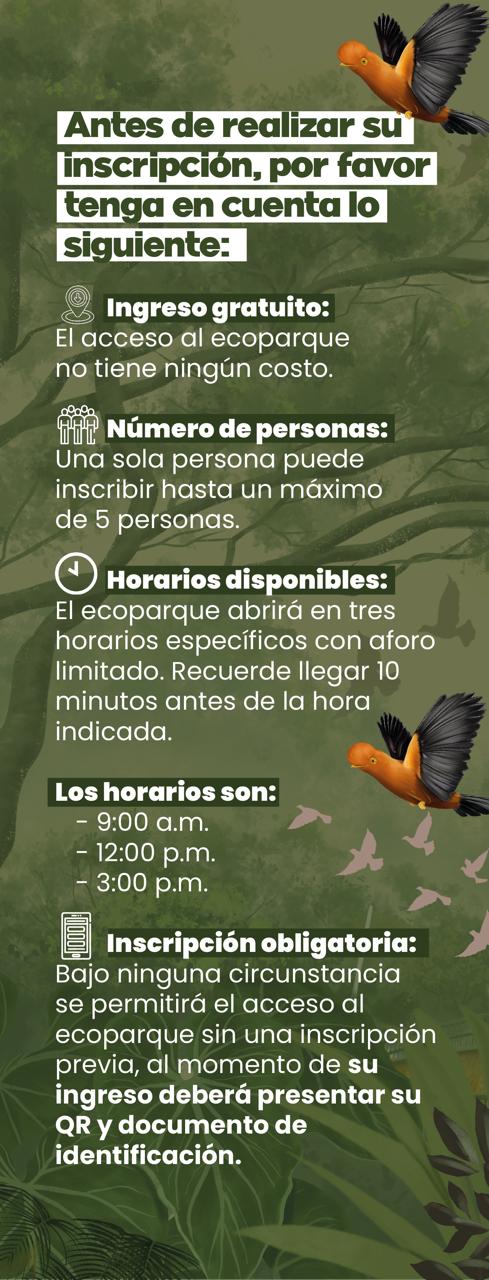 Antes de realizar su
inscripción, por favor
tenga en cuenta lo
siguiente:
Ingreso gratuito:
El acceso al ecoparque
no tiene ningún costo.
Número de personas:
Una sola persona puede
inscribir hasta un máximo
de 5 personas.
Horarios disponibles:
El ecoparque abrirá en tres
horarios específicos con aforo
limitado. Recuerde llegar 10
minutos antes de la hora
indicada.
Los horarios son:
- 9:00 a.m.
- 12:00 p.m.
- 3:00 p.m.
Inscripción obligatoria:
Bajo ninguna circunstancia
se permitirá el acceso al
ecoparque sin una inscripción
previa, al momento de su
ingreso deberá presentar su
QR y documento de
identificación.